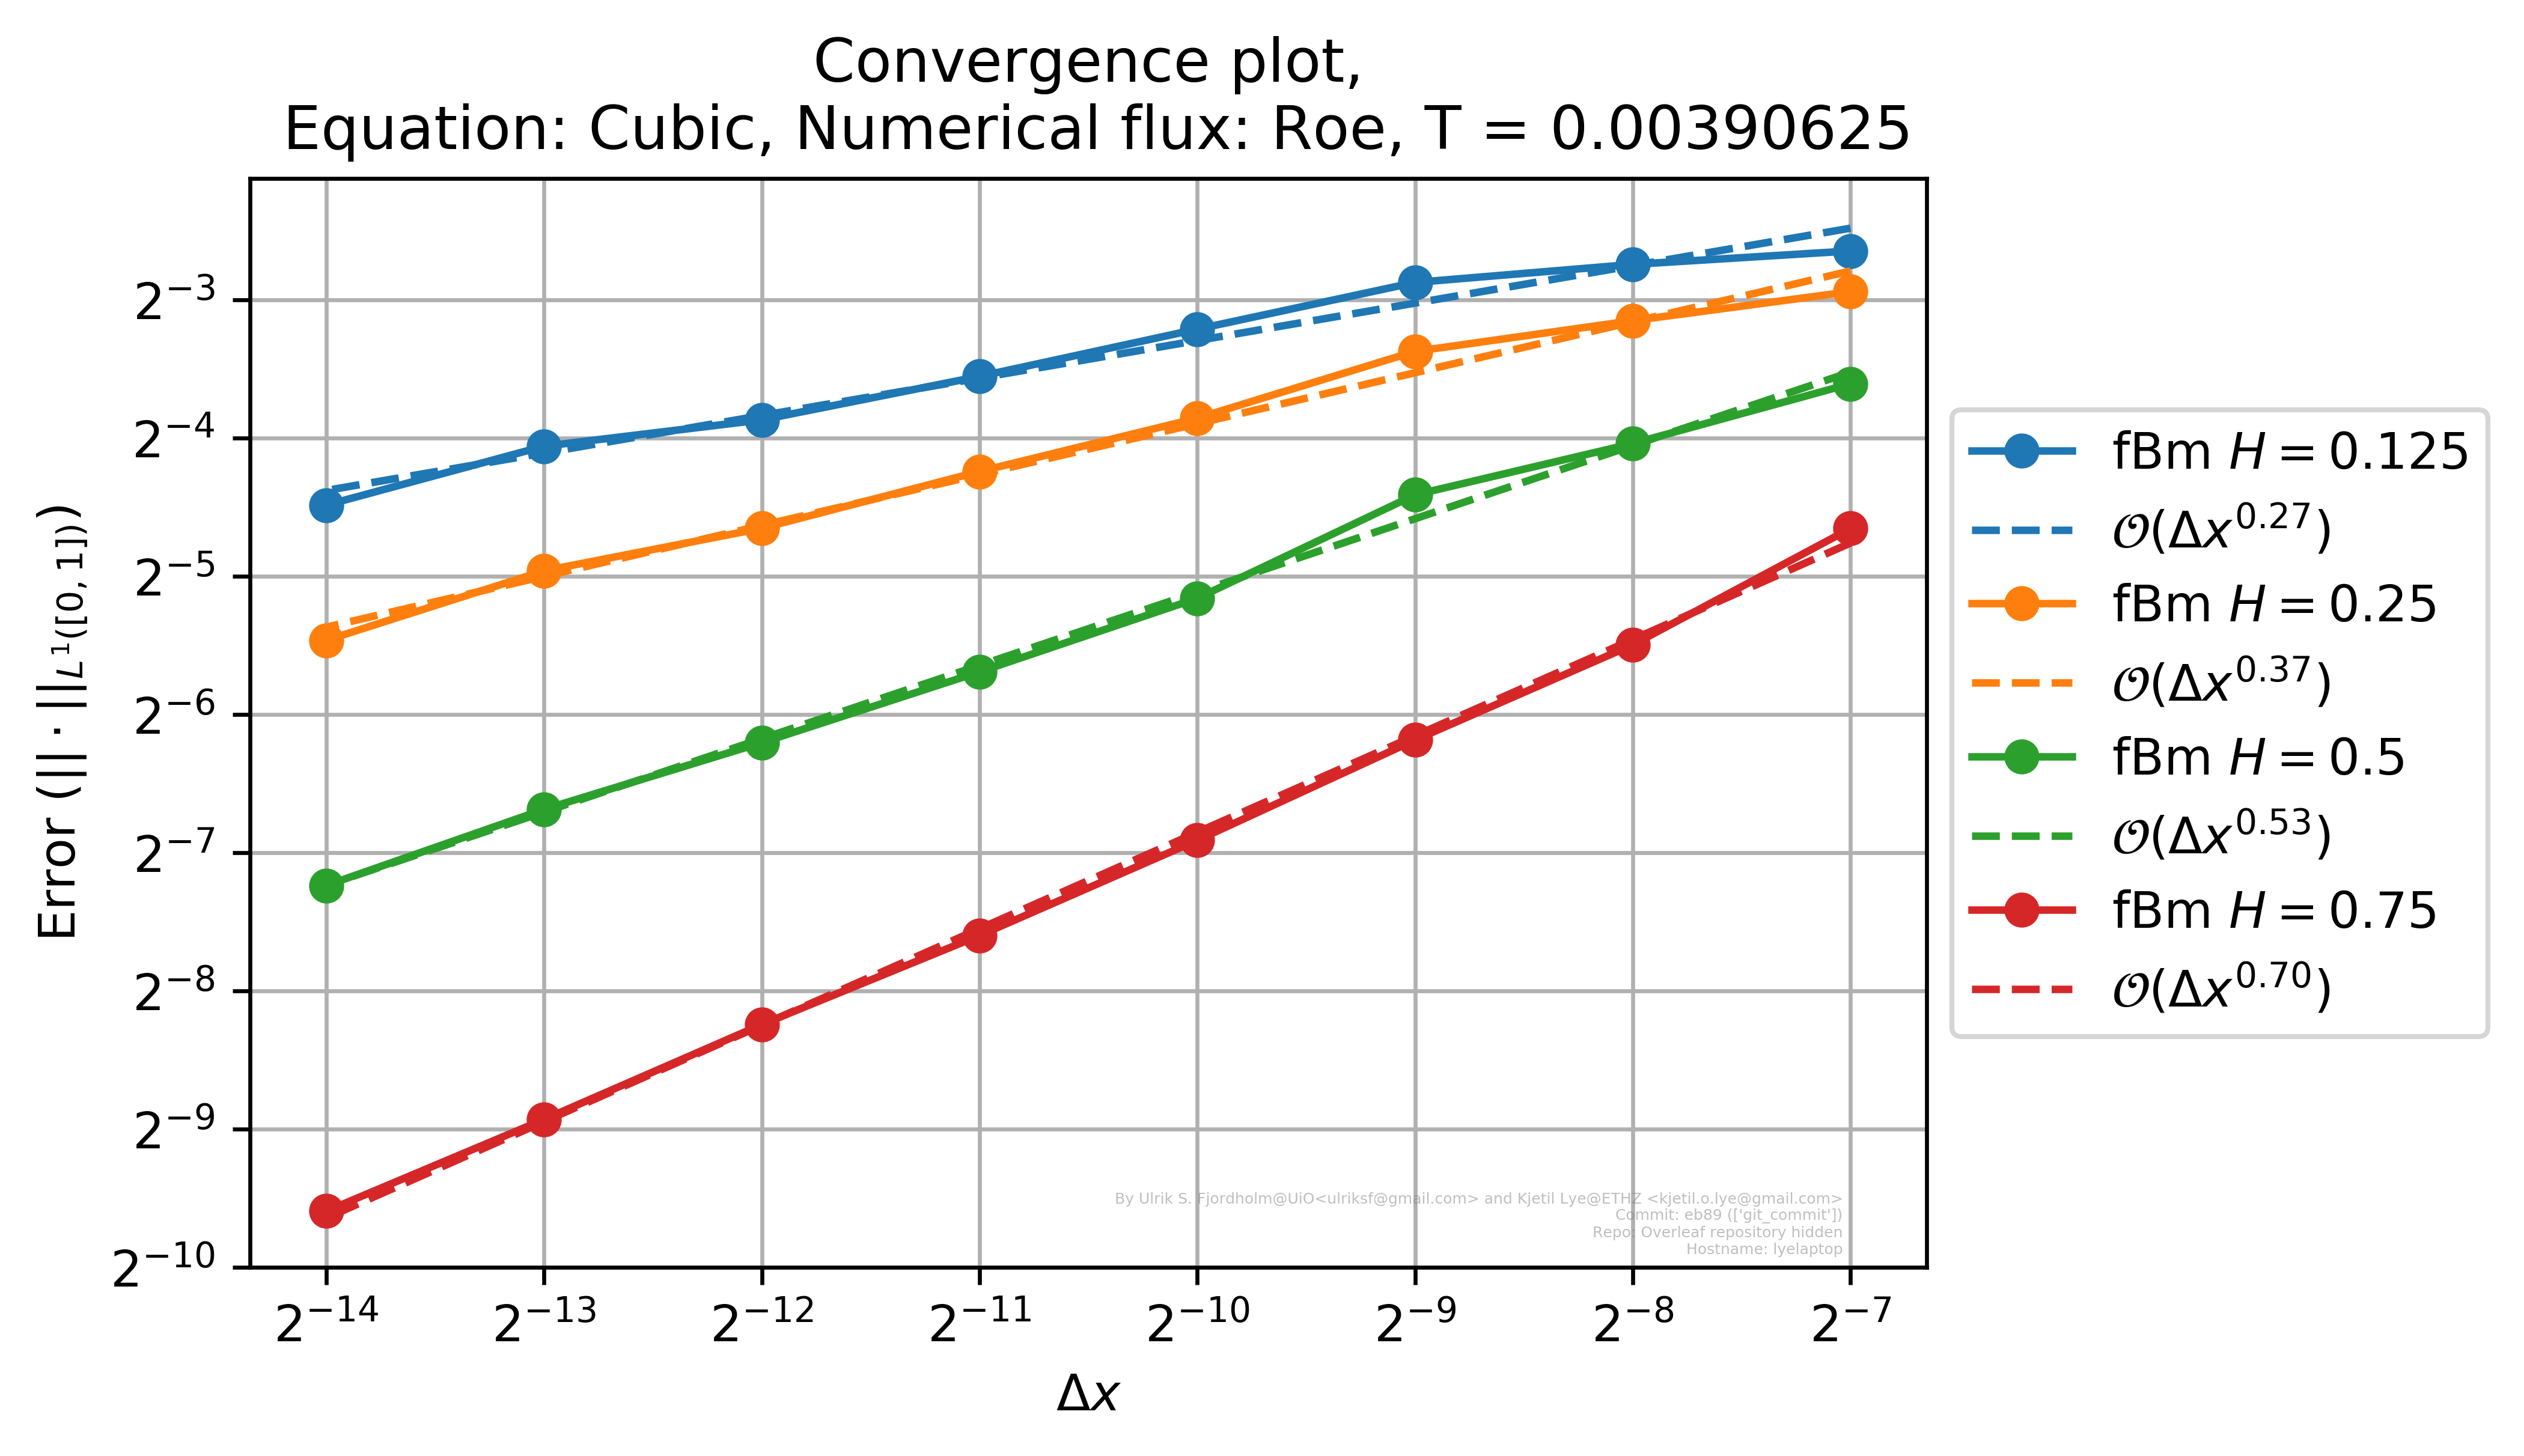 Convergence plot,
Equation: Cubic, Numerical flux: Roe, T = 0.00390625
Error (|| · ||_{L^1([0,1])})
2^{-3}
2^{-4}
2^{-5}
2^{-6}
2^{-7}
2^{-8}
2^{-9}
2^{-10}
2^{-14} 2^{-13} 2^{-12} 2^{-11} 2^{-10} 2^{-9} 2^{-8} 2^{-7}
Δx
fBm H = 0.125
𝒪(Δx^{0.27})
fBm H = 0.25
𝒪(Δx^{0.37})
fBm H = 0.5
𝒪(Δx^{0.53})
fBm H = 0.75
𝒪(Δx^{0.70})
By Ulrik S. Fjordholm@UiO<ulriksf@gmail.com> and Kjetil Lye@ETHZ <kjetil.o.lye@gmail.com>
Commit: eb89 (['git_commit'])
Repo: Overleaf repository hidden
Hostname: lyelaptop